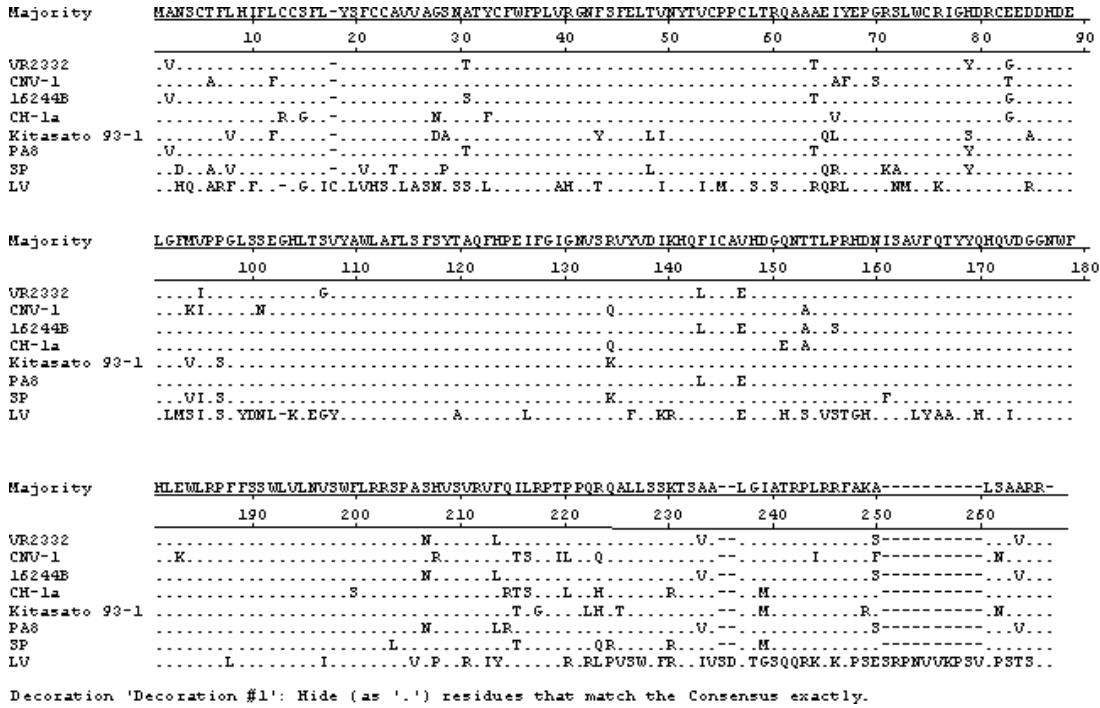 Majority MANSCTFLHIFLCCSFL-YSFCCAVVAGSNATYCFWFPLVRGNFSFELTVNYTVCPPCLTRQAAAEIYEPGRSLWCRIGHDRCEEDDHDE
10 20 30 40 50 60 70 80 90
VR2332 .V...............-............T.................................T..............Y...G......
CNV-1 .....A.....F.....-................................................AF..S............T......
16244B .V...............-............S.................................T..................G......
CH-1a ............R.G..-.........N....F.................................V................G......
Kitasato 93-1 .......V...F.....-.........DA..............Y....LI...............QL............S.....A....
PA8 .V...............-............T.................................T..............Y..........
SP ..D..A.V.........-..V..T....P...................L................QR....KA......Y..........
LV ..HQ.ARF.F..-.G.IC.LVHS.LASN.SS.L......AH..T.....I...I.M..S.S...RQRL....NM...K........R....
Majority LGFMVPPGLSSEGHLTSVYAWLAFLSFSYTAQFHPEIFGIGNVSRVYVDIKHQFICAVHDGQNTTLPRHDNISAVFQTYYQHQVDGGNWF
100 110 120 130 140 150 160 170 180
VR2332 ....I...........G....................................L...E................................
CNV-1 ...KI.....N.................................Q..................A..........................
16244B .....................................................L...E.....A..S.......................
CH-1a ............................................Q................E.A..........................
Kitasato 93-1 ...V..S.....................................K.............................................
PA8 .....................................................L...E................................
SP ...VI.S.....................................K..........................F..................
LV .LMSI.S.YDNL-K.EGY...........A......L.........F..KR......E...H.S.VSTGH....LYAA..H..I......
Majority HLEWLRPFFSSWLVLNVSWFLRRSPASHVSVRVFQILRPTPPQRQALLSSKTSAA--LGIATRPLRRFAKA----------LSAARR-
190 200 210 220 230 240 250 260
VR2332 ..........................N......L...................V.--.............S----------...V...
CNV-1 ..K........................R.......TS..IL..Q...........--.......I.....F----------.N.....
16244B ..........................N......L...................V.--.............S----------...V...
CH-1a ...................S..............RTS...L..H......R....--..M...........----------.......
Kitasato 93-1 ...................................T.G....LH.T.........--..M.........R.----------.N.....
PA8 ..........................N......LR..................V.--.............S----------...V...
SP .......................L...........T.......QR.....R....--..M...........----------.......
LV .......L........I........V.P..R.IY......R.RLPVSW.FR..IVSD.TGSQQRK.K.PSESRPNVVKPSV.PSTS..
Decoration 'Decoration #1': Hide (as '.') residues that match the Consensus exactly.